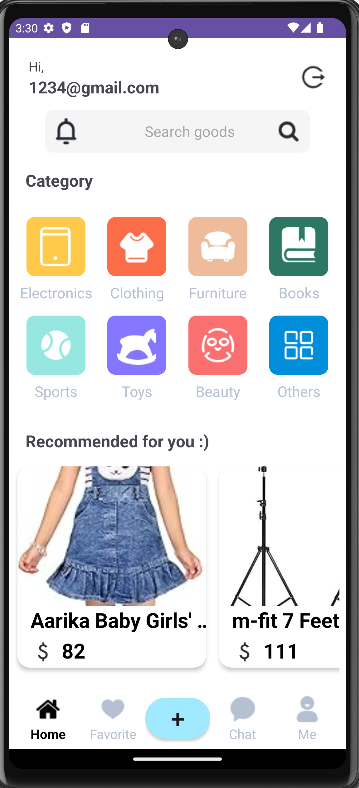 3:30
Hi,
1234@gmail.com
Search goods
Category
Electronics Clothing Furniture Books
Sports Toys Beauty Others
Recommended for you :)
Aarika Baby Girls' .. m-fit 7 Feet
$ 82 $ 111
+
Home Favorite Chat Me